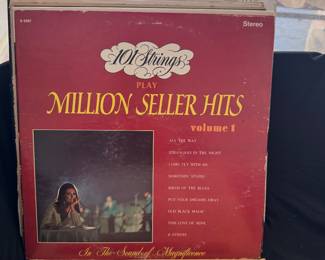 Stereo
101 Strings
PLAY
MILLION SELLER HITS
volume 1
ALL THE WAY
STRANGERS IN THE NIGHT
COME FLY WITH ME
SOMETHIN' STUPID
BIRTH OF THE BLUES
PUT YOUR DREAMS AWAY
OLD BLACK MAGIC
THIS LOVE OF MINE
& OTHERS
In The Sound of Magnificence